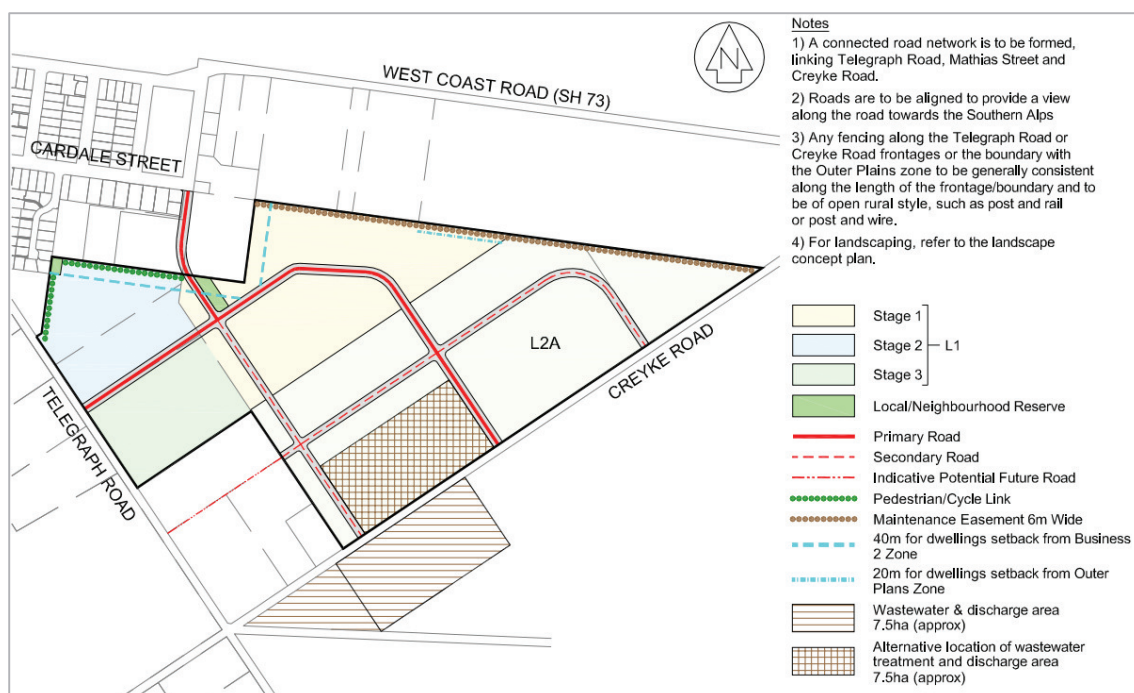 WEST COAST ROAD (SH 73)
CARDALE STREET
L2A
CREYKE ROAD
TELEGRAPH ROAD
N
Notes
1) A connected road network is to be formed,
linking Telegraph Road, Mathias Street and
Creyke Road.
2) Roads are to be aligned to provide a view
along the road towards the Southern Alps
3) Any fencing along the Telegraph Road or
Creyke Road frontages or the boundary with
the Outer Plains zone to be generally consistent
along the length of the frontage/boundary and to
be of open rural style, such as post and rail
or post and wire.
4) For landscaping, refer to the landscape
concept plan.
Stage 1
Stage 2
L1
Stage 3
Local/Neighbourhood Reserve
Primary Road
Secondary Road
Indicative Potential Future Road
Pedestrian/Cycle Link
Maintenance Easement 6m Wide
40m for dwellings setback from Business
2 Zone
20m for dwellings setback from Outer
Plans Zone
Wastewater & discharge area
7.5ha (approx)
Alternative location of wastewater
treatment and discharge area
7.5ha (approx)